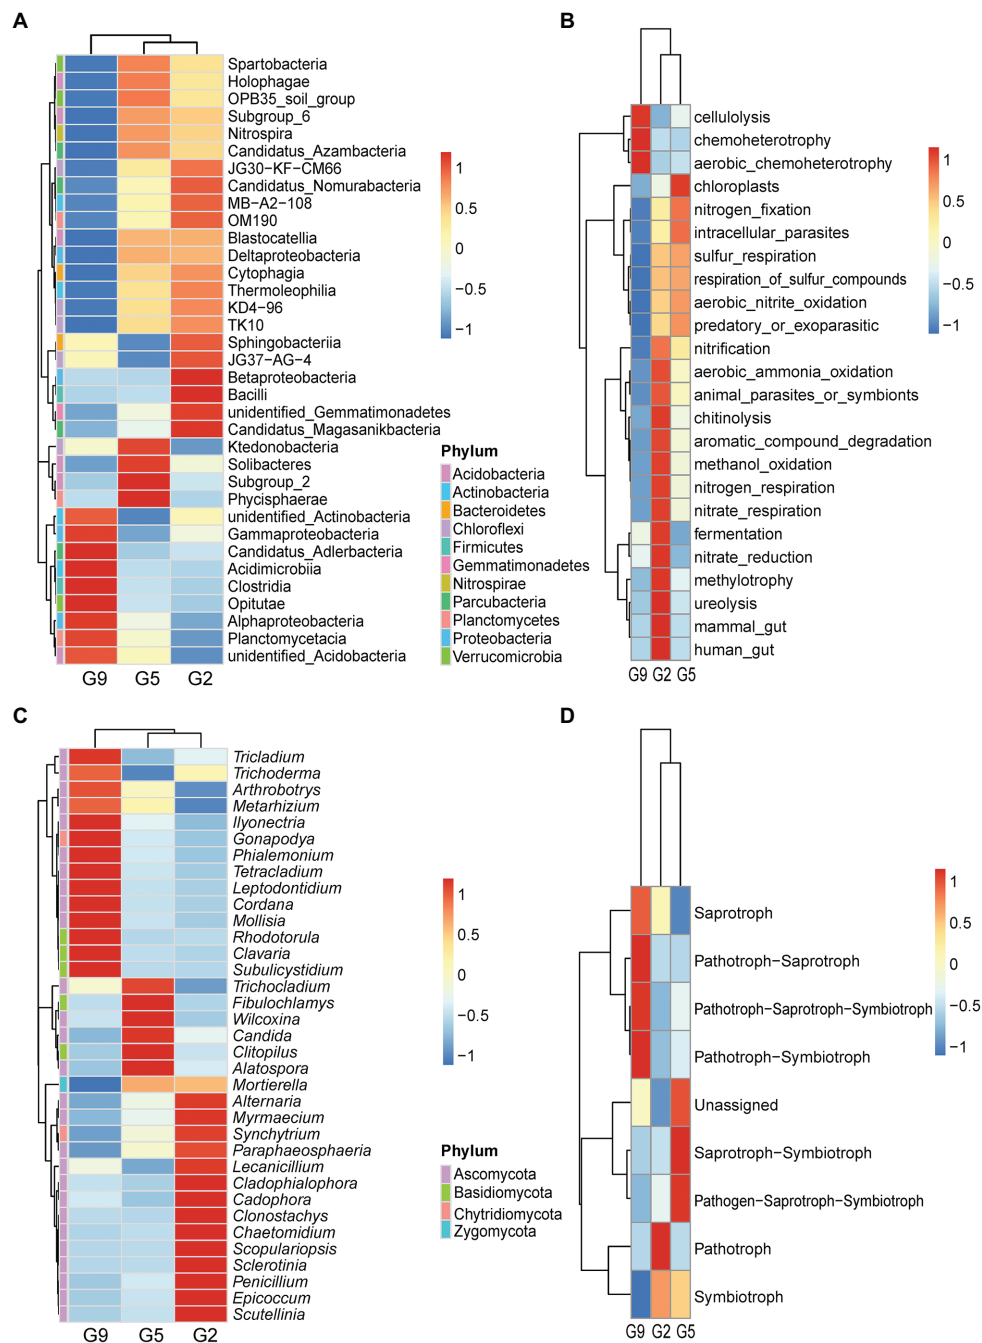 A
Spartobacteria
Holophagae
OPB35_soil_group
Subgroup_6
Nitrospira
Candidatus_Azambacteria
JG30−KF−CM66
Candidatus_Nomurabacteria
MB−A2−108
OM190
Blastocatellia
Deltaproteobacteria
Cytophagia
Thermoleophilia
KD4−96
TK10
Sphingobacteriia
JG37−AG−4
Betaproteobacteria
Bacilli
unidentified_Gemmatimonadetes
Candidatus_Magasanikbacteria
Ktedonobacteria
Solibacteres
Subgroup_2
Phycisphaerae
unidentified_Actinobacteria
Gammaproteobacteria
Candidatus_Adlerbacteria
Acidimicrobiia
Clostridia
Opitutae
Alphaproteobacteria
Planctomycetacia
unidentified_Acidobacteria
G9 G5 G2
1
0.5
0
−0.5
−1
Phylum
Acidobacteria
Actinobacteria
Bacteroidetes
Chloroflexi
Firmicutes
Gemmatimonadetes
Nitrospirae
Parcubacteria
Planctomycetes
Proteobacteria
Verrucomicrobia
B
cellulolysis
chemoheterotrophy
aerobic_chemoheterotrophy
chloroplasts
nitrogen_fixation
intracellular_parasites
sulfur_respiration
respiration_of_sulfur_compounds
aerobic_nitrite_oxidation
predatory_or_exoparasitic
nitrification
aerobic_ammonia_oxidation
animal_parasites_or_symbionts
chitinolysis
aromatic_compound_degradation
methanol_oxidation
nitrogen_respiration
nitrate_respiration
fermentation
nitrate_reduction
methylotrophy
ureolysis
mammal_gut
human_gut
G9 G2 G5
1
0.5
0
−0.5
−1
C
Tricladium
Trichoderma
Arthrobotrys
Metarhizium
Ilyonectria
Gonapodya
Phialemonium
Tetracladium
Leptodontidium
Cordana
Mollisia
Rhodotorula
Clavaria
Subulicystidium
Trichocladium
Fibulochlamys
Wilcoxina
Candida
Clitopilus
Alatospora
Mortierella
Alternaria
Myrmaecium
Synchytrium
Paraphaeosphaeria
Lecanicillium
Cladophialophora
Cadophora
Clonostachys
Chaetomidium
Scopulariopsis
Sclerotinia
Penicillium
Epicoccum
Scutellinia
G9 G5 G2
1
0.5
0
−0.5
−1
Phylum
Ascomycota
Basidiomycota
Chytridiomycota
Zygomycota
D
Saprotroph
Pathotroph−Saprotroph
Pathotroph−Saprotroph−Symbiotroph
Pathotroph−Symbiotroph
Unassigned
Saprotroph−Symbiotroph
Pathogen−Saprotroph−Symbiotroph
Pathotroph
Symbiotroph
G9 G2 G5
1
0.5
0
−0.5
−1